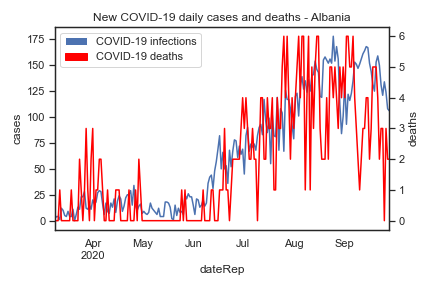 New COVID-19 daily cases and deaths - Albania
COVID-19 infections
COVID-19 deaths
175
150
125
100
75
50
25
0
cases
6
5
4
3
2
1
0
deaths
Apr May Jun Jul Aug Sep
2020
dateRep